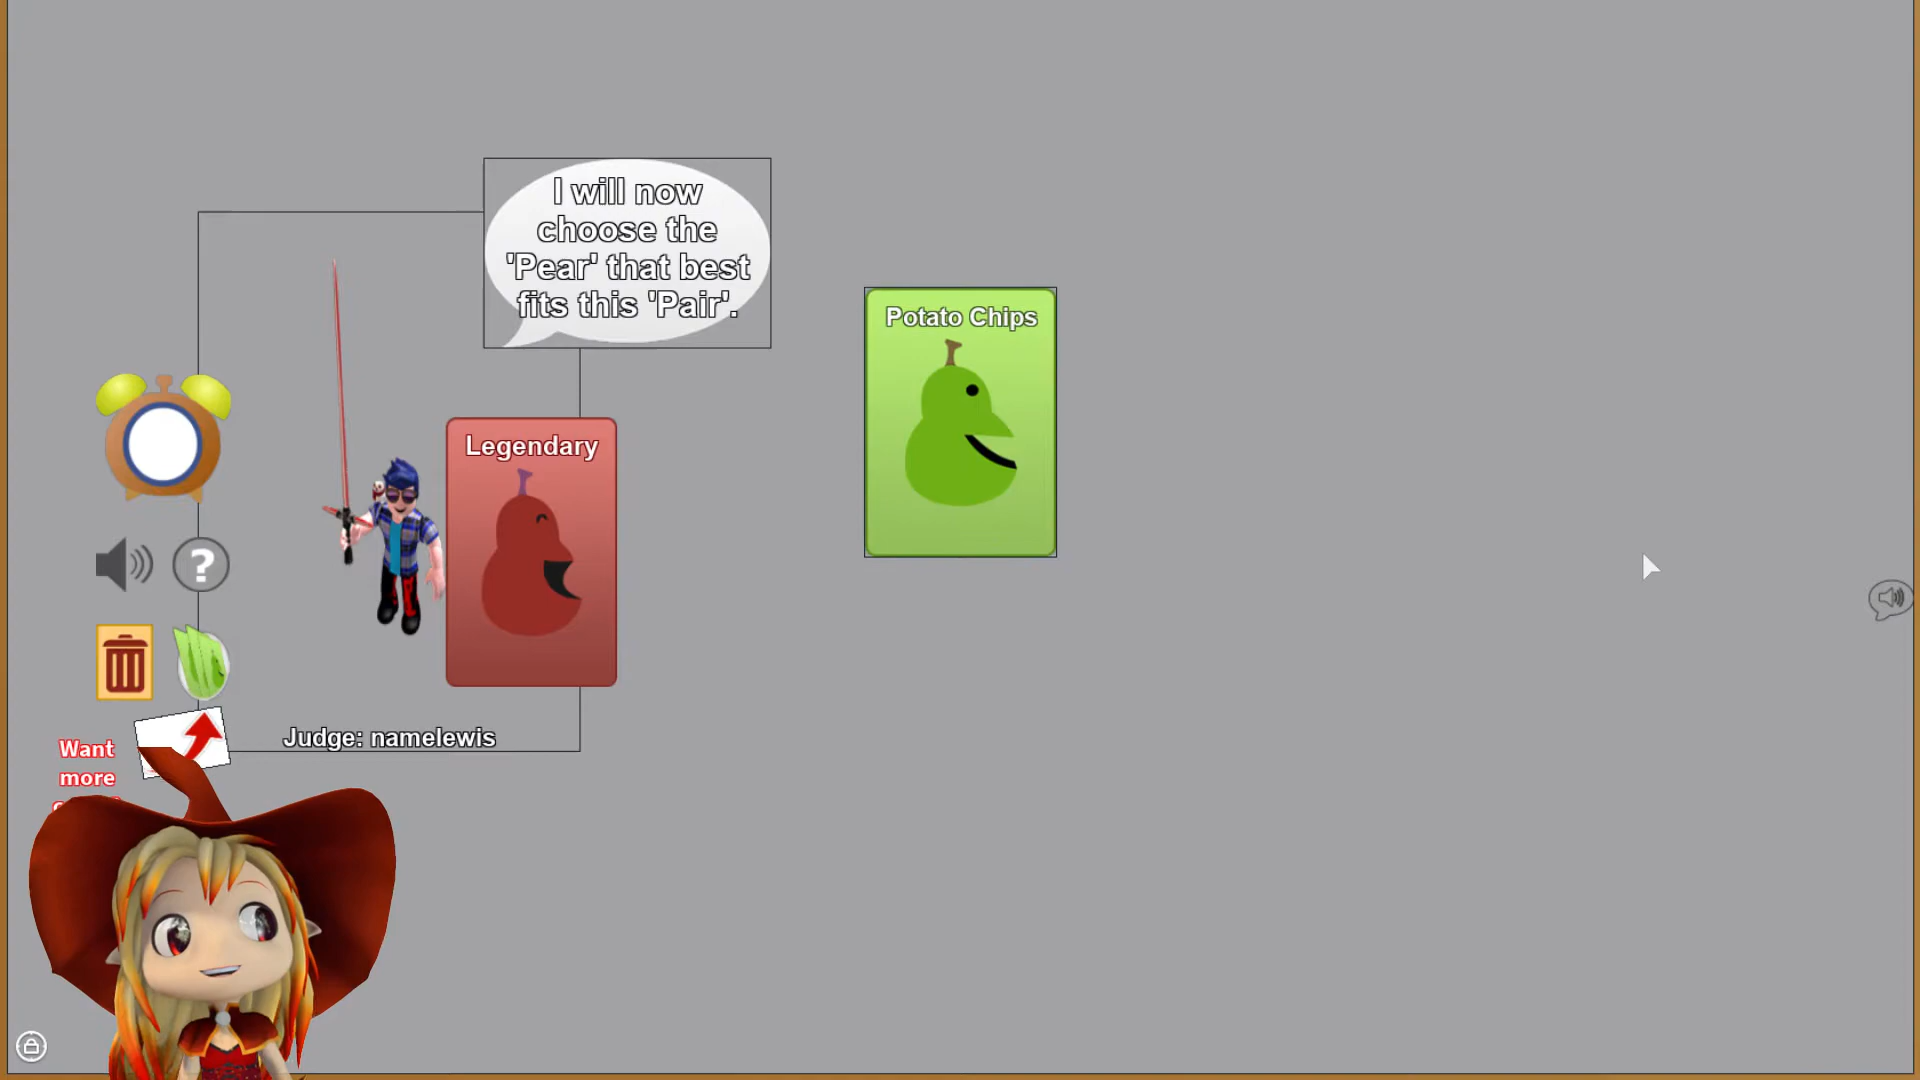 I will now
choose the
'Pear' that best
fits this 'Pair'.
Potato Chips
Legendary
?
Judge: namelewis
Want
more